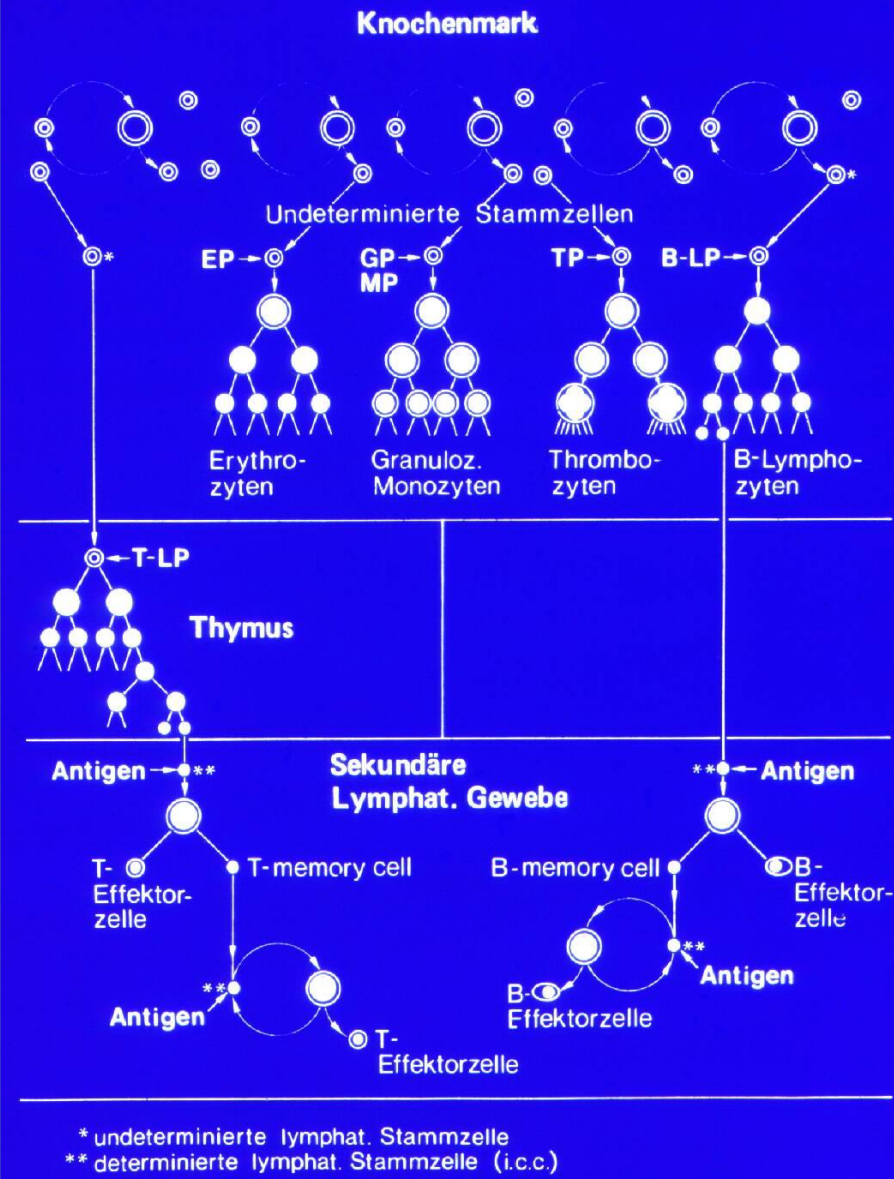 Knochenmark
*
Undeterminierte Stammzellen
*
EP
GP
MP
TP
B-LP
Erythro-
zyten
Granuloz.
Monozyten
Thrombo-
zyten
B-Lympho-
zyten
T-LP
Thymus
Antigen
**
Sekundäre
Lymphat. Gewebe
**
Antigen
T-
Effektor-
zelle
T-memory cell
B-memory cell
B-
Effektor-
zelle
**
Antigen
T-
Effektorzelle
**
Antigen
B-
Effektorzelle
* undeterminierte lymphat. Stammzelle
** determinierte lymphat. Stammzelle (i.c.c.)